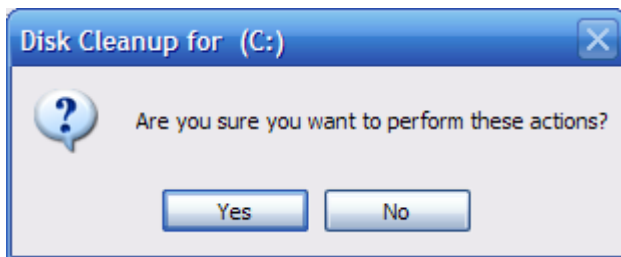 Disk Cleanup for (C:)
Are you sure you want to perform these actions?
Yes No